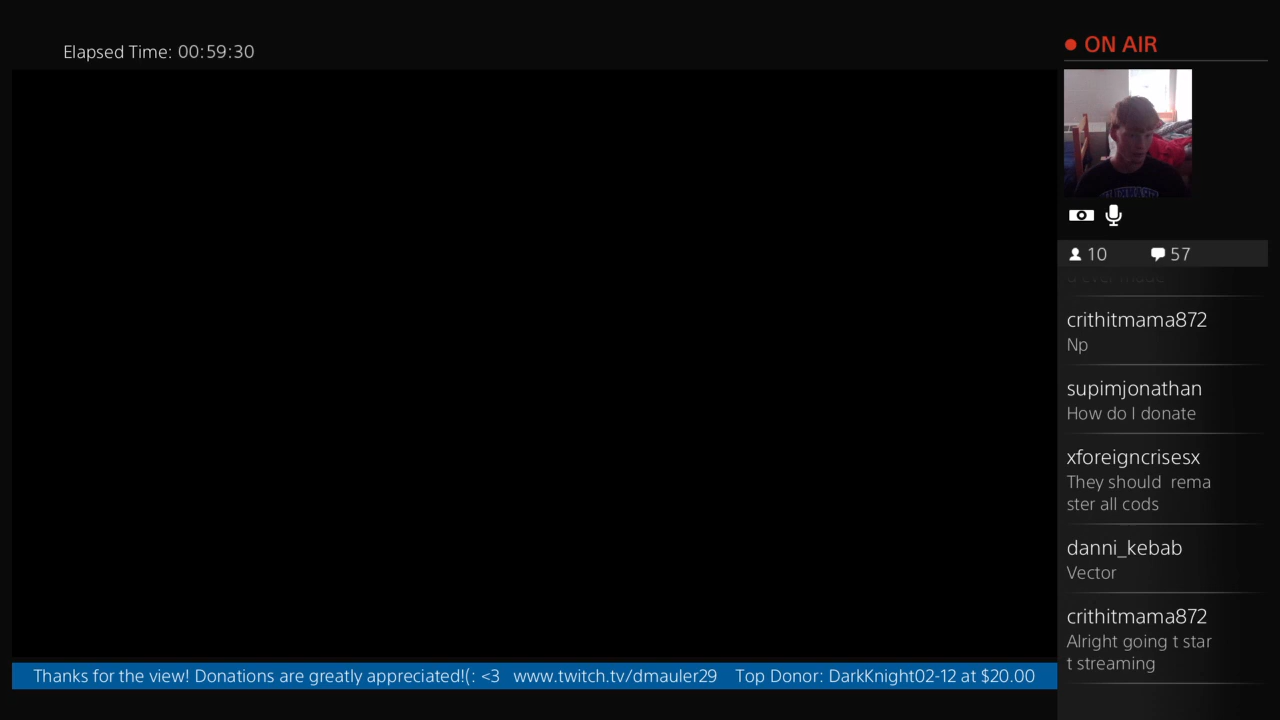 Elapsed Time: 00:59:30
ON AIR
10 57
crithitmama872
Np
supimjonathan
How do I donate
xforeigncrisesx
They should rema
ster all cods
danni_kebab
Vector
crithitmama872
Alright going t star
t streaming
Thanks for the view! Donations are greatly appreciated!(: <3 www.twitch.tv/dmauler29 Top Donor: DarkKnight02-12 at $20.00